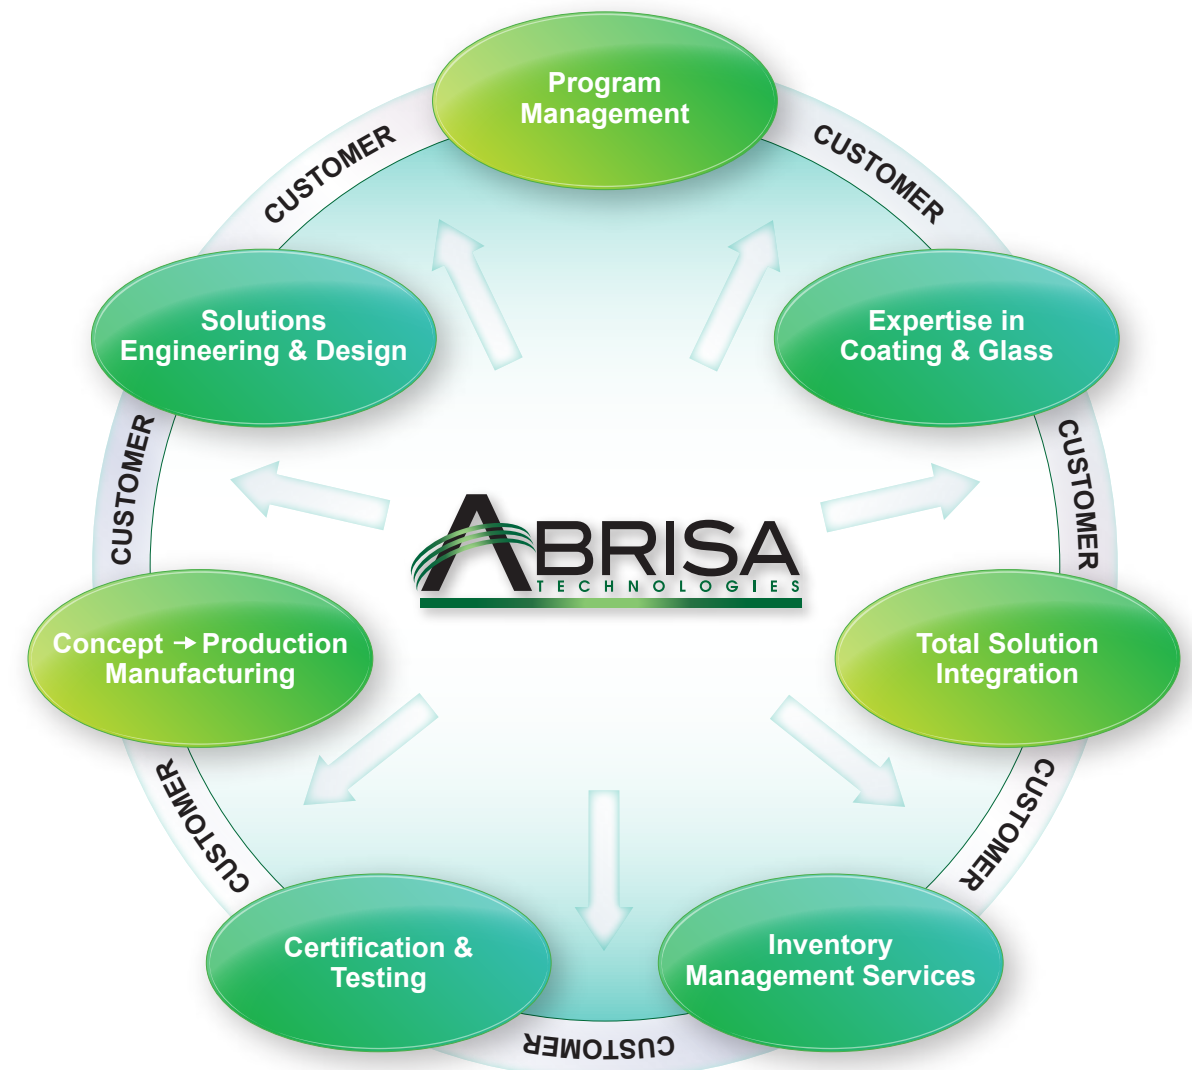 Program
Management
CUSTOMER
CUSTOMER
Solutions
Engineering & Design
Expertise in
Coating & Glass
CUSTOMER
CUSTOMER
ABRISA
TECHNOLOGIES
Concept → Production
Manufacturing
Total Solution
Integration
CUSTOMER
CUSTOMER
Certification &
Testing
Inventory
Management Services
CUSTOMER